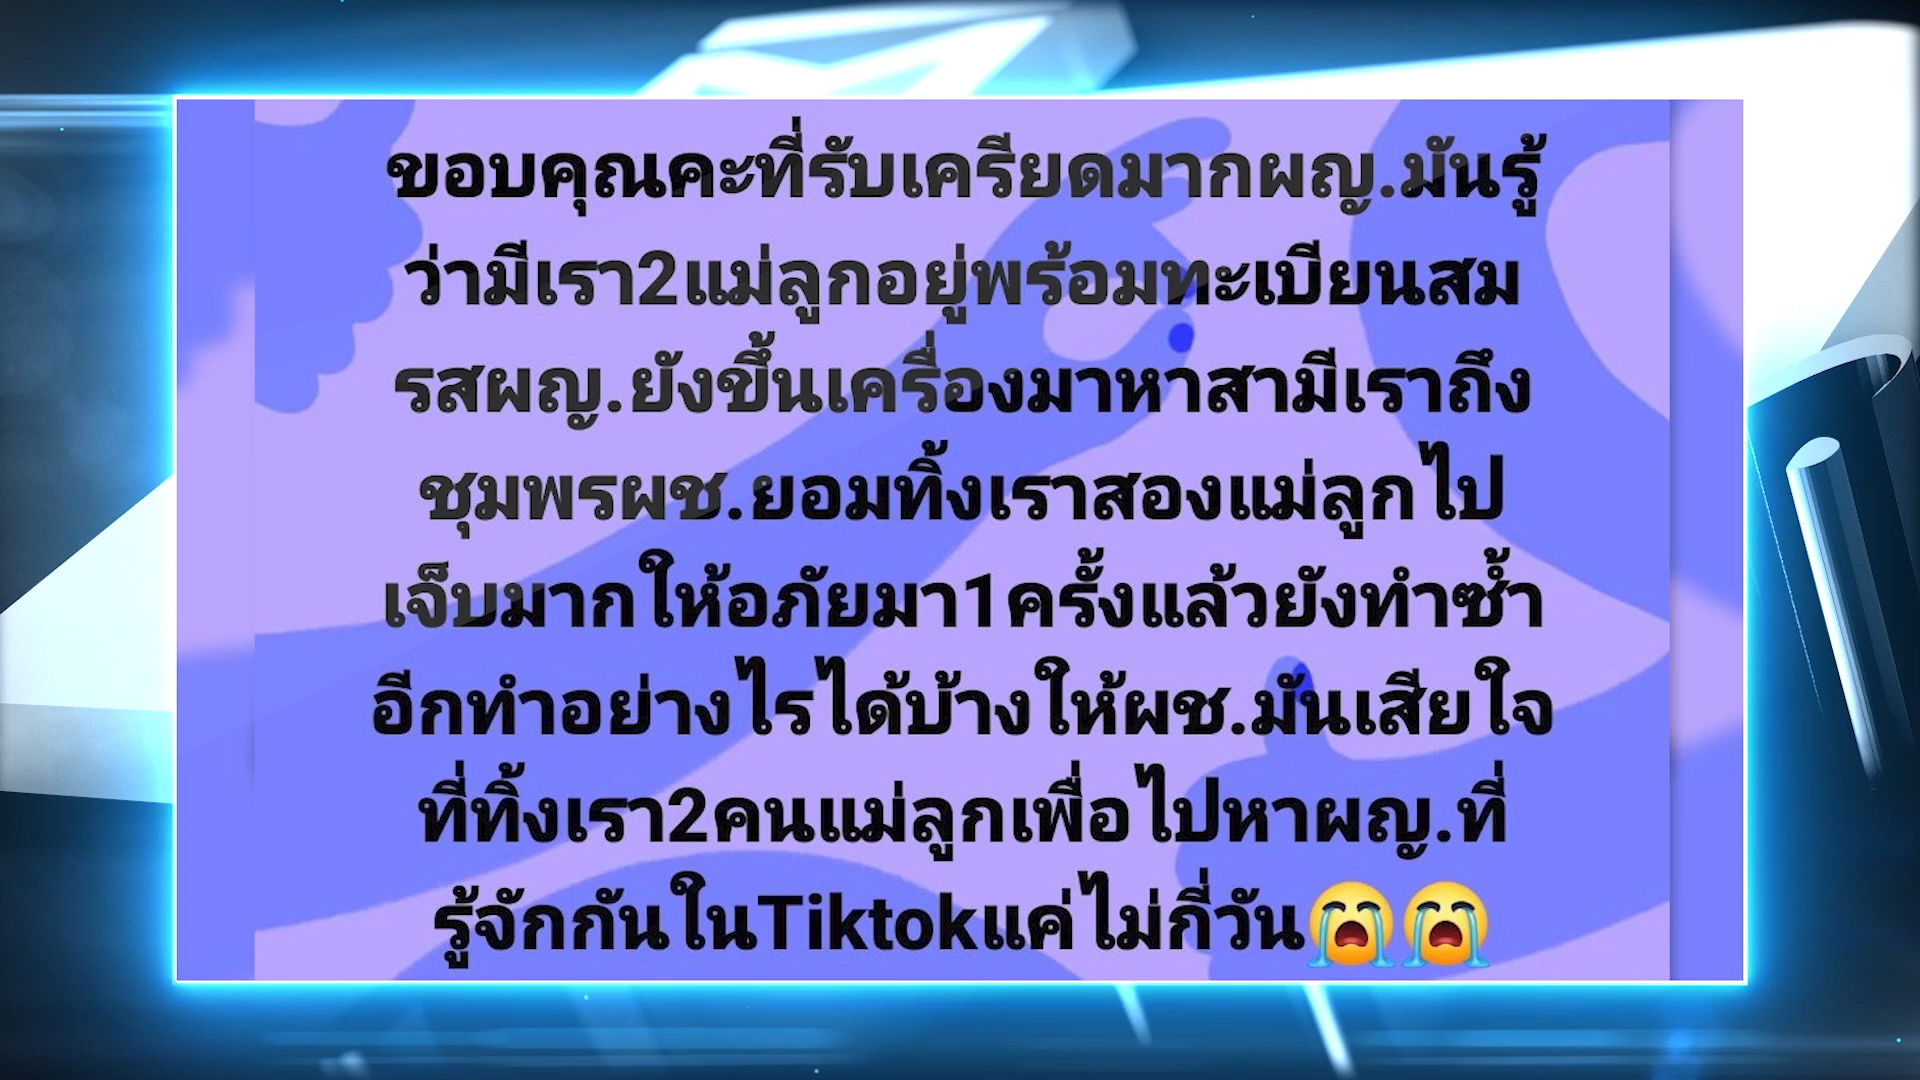 ขอบคุณคะที่รับเครียดมากผญ.มันรู้
ว่ามีเรา2แม่ลูกอยู่พร้อมทะเบียนสม
รสผญ.ยังขึ้นเครื่องมาหาสามีเราถึง
ชุมพรผช.ยอมทิ้งเราสองแม่ลูกไป
เจ็บมากให้อภัยมา1ครั้งแล้วยังทำซ้ำ
อีกทำอย่างไรได้บ้างให้ผช.มันเสียใจ
ที่ทิ้งเรา2คนแม่ลูกเพื่อไปหาผญ.ที่
รู้จักกันในTiktokแค่ไม่กี่วัน😭😭